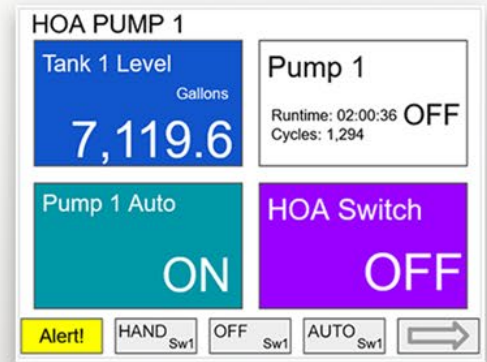 HOA PUMP 1
Tank 1 Level
Gallons
7,119.6
Pump 1
Runtime: 02:00:36 OFF
Cycles: 1,294
Pump 1 Auto
ON
HOA Switch
OFF
Alert!
HAND Sw1
OFF Sw1
AUTO Sw1